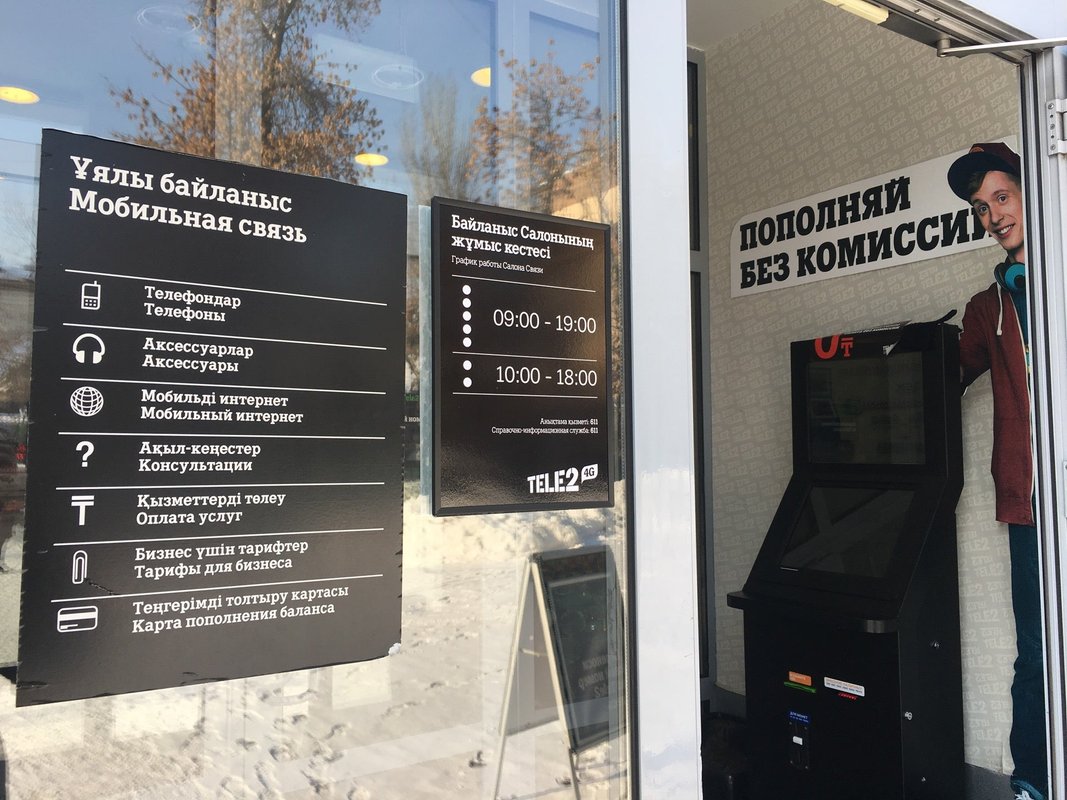 Ұялы байланыс
Мобильная связь
Телефондар
Телефоны
Аксессуарлар
Аксессуары
Мобильді интернет
Мобильный интернет
?
Ақыл-кеңестер
Консультации
₸
Қызметтерді төлеу
Оплата услуг
Бизнес үшін тарифтер
Тарифы для бизнеса
Теңгерімді толтыру картасы
Карта пополнения баланса
Байланыс Салонының
жұмыс кестесі
График работы Салона Связи
09:00 - 19:00
10:00 - 18:00
Анықтама қызметі: 611
Справочно-информационная служба: 611
TELE2 4G
ПОПОЛНЯЙ
БЕЗ КОМИССИИ
0₸
TELE2